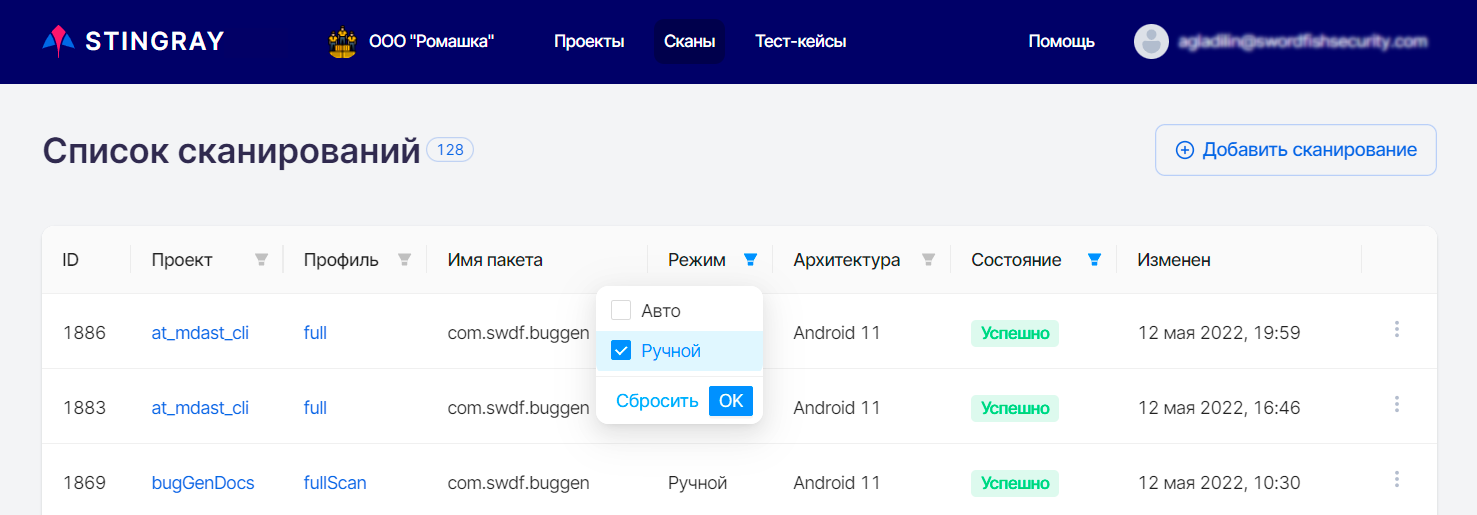 STINGRAY ООО "Ромашка" Проекты Сканы Тест-кейсы Помощь agladilin@swordfishsecurity.com
Список сканирований 128 Добавить сканирование
ID Проект Профиль Имя пакета Режим Архитектура Состояние Изменен
Авто
1886 at_mdast_cli full com.swdf.buggen Android 11 Успешно 12 мая 2022, 19:59
Ручной
Сбросить OK
1883 at_mdast_cli full com.swdf.buggen Android 11 Успешно 12 мая 2022, 16:46
1869 bugGenDocs fullScan com.swdf.buggen Ручной Android 11 Успешно 12 мая 2022, 10:30